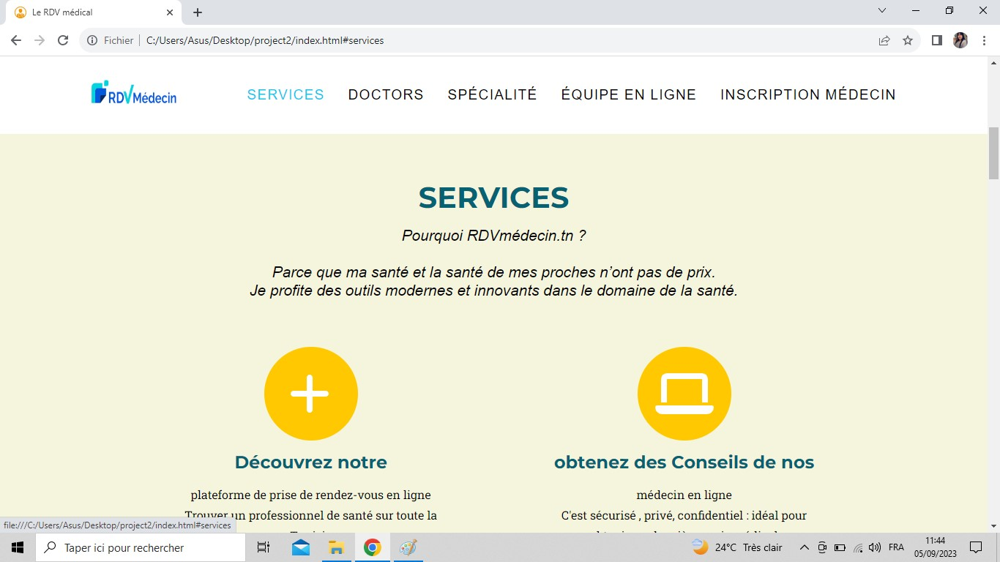 Le RDV médical
Fichier
C:/Users/Asus/Desktop/project2/index.html#services
RDVMédecin
SERVICES
DOCTORS
SPÉCIALITÉ
ÉQUIPE EN LIGNE
INSCRIPTION MÉDECIN
SERVICES
Pourquoi RDVmédecin.tn ?
Parce que ma santé et la santé de mes proches n’ont pas de prix.
Je profite des outils modernes et innovants dans le domaine de la santé.
Découvrez notre
plateforme de prise de rendez-vous en ligne
Trouver un professionnel de santé sur toute la
obtenez des Conseils de nos
médecin en ligne
C'est sécurisé , privé, confidentiel : idéal pour
file:///C:/Users/Asus/Desktop/project2/index.html#services
Taper ici pour rechercher
24°C Très clair
FRA
11:44
05/09/2023